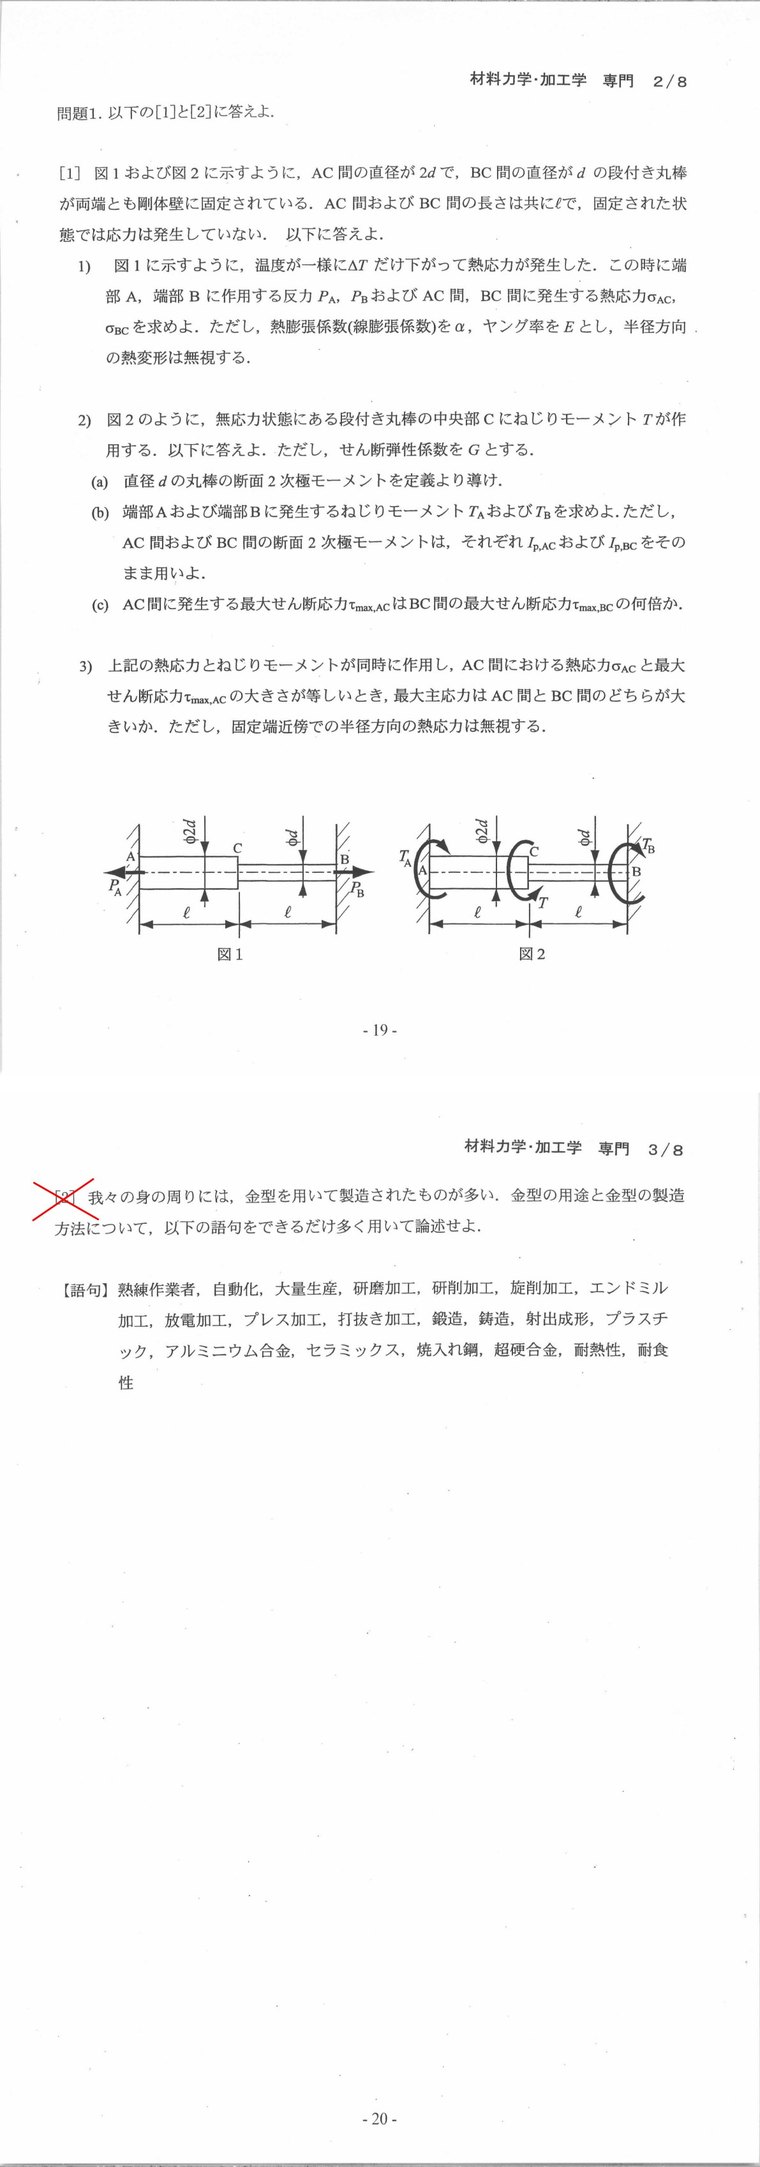 材料力学・加工学 専門 2/8
問題1. 以下の[1]と[2]に答えよ.
[1] 図1および図2に示すように, AC間の直径が2dで, BC間の直径がd の段付き丸棒
が両端とも剛体壁に固定されている. AC間およびBC間の長さは共にℓで, 固定された状
態では応力は発生していない. 以下に答えよ.
1) 図1に示すように, 温度が一様にΔTだけ下がって熱応力が発生した. この時に端
部A, 端部Bに作用する反力PA, PBおよびAC間, BC間に発生する熱応力σAC,
σBCを求めよ. ただし, 熱膨張係数(線膨張係数)をα, ヤング率をEとし, 半径方向
の熱変形は無視する.
2) 図2のように, 無応力状態にある段付き丸棒の中央部CにねじりモーメントTが作
用する. 以下に答えよ. ただし, せん断弾性係数をGとする.
(a) 直径dの丸棒の断面2次極モーメントを定義より導け.
(b) 端部Aおよび端部Bに発生するねじりモーメントTAおよびTBを求めよ. ただし,
AC間およびBC間の断面2次極モーメントは, それぞれIp,ACおよびIp,BCをその
まま用いよ.
(c) AC間に発生する最大せん断応力τmax,ACはBC間の最大せん断応力τmax,BCの何倍か.
3) 上記の熱応力とねじりモーメントが同時に作用し, AC間における熱応力σACと最大
せん断応力τmax,ACの大きさが等しいとき, 最大主応力はAC間とBC間のどちらが大
きいか. ただし, 固定端近傍での半径方向の熱応力は無視する.
φ2d φd φ2d φd
A C B TA A C B TB
PA PB T
ℓ ℓ ℓ ℓ
図1 図2
- 19 -
材料力学・加工学 専門 3/8
[2] 我々の身の周りには, 金型を用いて製造されたものが多い. 金型の用途と金型の製造
方法について, 以下の語句をできるだけ多く用いて論述せよ.
【語句】熟練作業者, 自動化, 大量生産, 研磨加工, 研削加工, 旋削加工, エンドミル
加工, 放電加工, プレス加工, 打抜き加工, 鍛造, 鋳造, 射出成形, プラスチ
ック, アルミニウム合金, セラミックス, 焼入れ鋼, 超硬合金, 耐熱性, 耐食
性
- 20 -